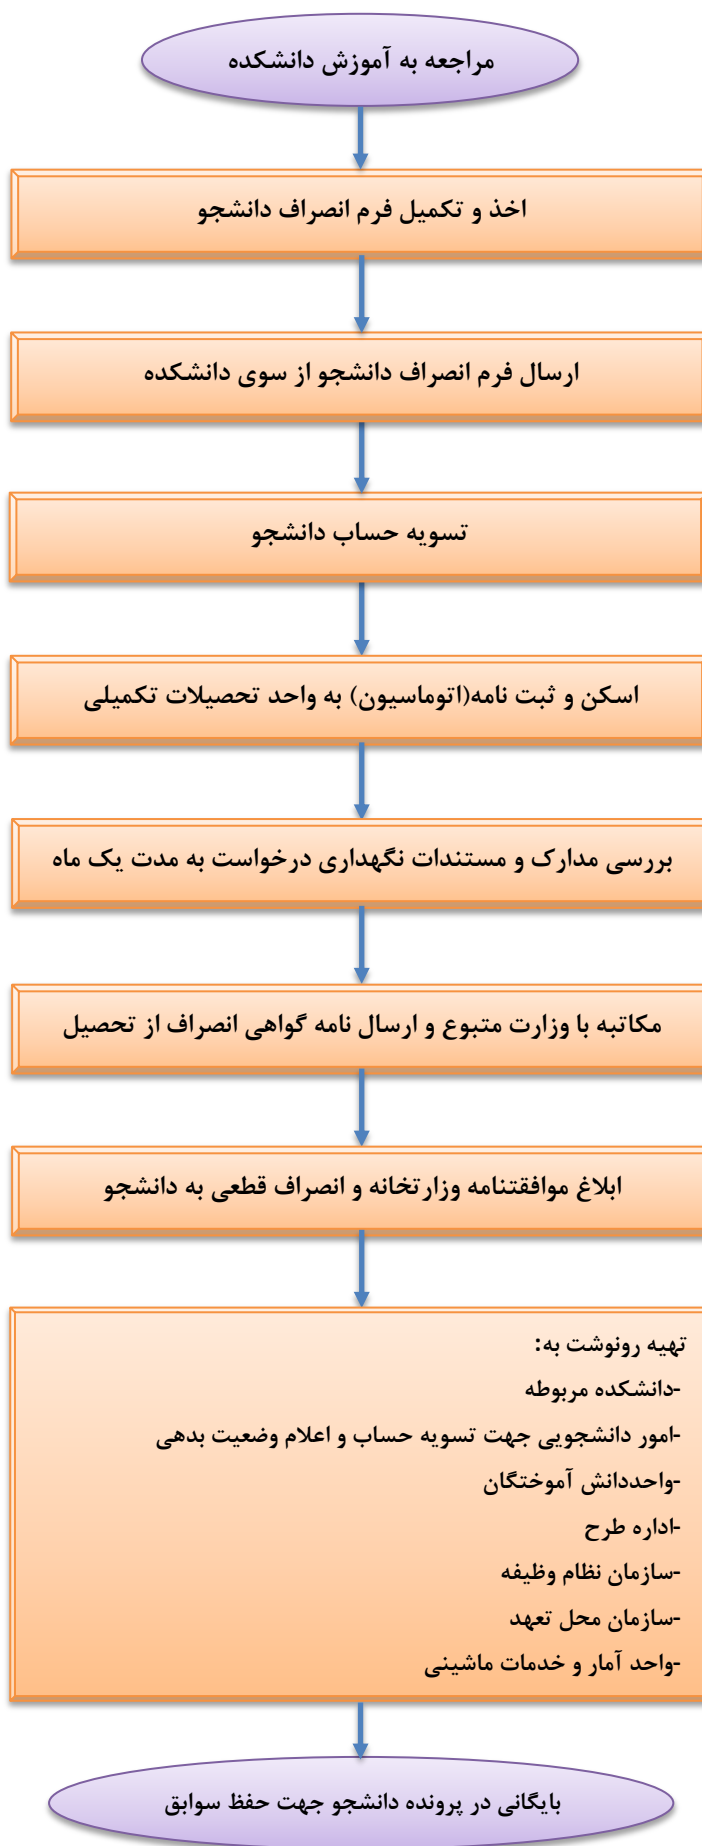 مراجعه به آموزش دانشکده
اخذ و تکمیل فرم انصراف دانشجو
ارسال فرم انصراف دانشجو از سوی دانشکده
تسویه حساب دانشجو
اسکن و ثبت نامه(اتوماسیون) به واحد تحصیلات تکمیلی
بررسی مدارک و مستندات نگهداری درخواست به مدت یک ماه
مکاتبه با وزارت متبوع و ارسال نامه گواهی انصراف از تحصیل
ابلاغ موافقتنامه وزارتخانه و انصراف قطعی به دانشجو
تهیه رونوشت به:
-دانشکده مربوطه
-امور دانشجویی جهت تسویه حساب و اعلام وضعیت بدهی
-واحددانش آموختگان
-اداره طرح
-سازمان نظام وظیفه
-سازمان محل تعهد
-واحد آمار و خدمات ماشینی
بایگانی در پرونده دانشجو جهت حفظ سوابق